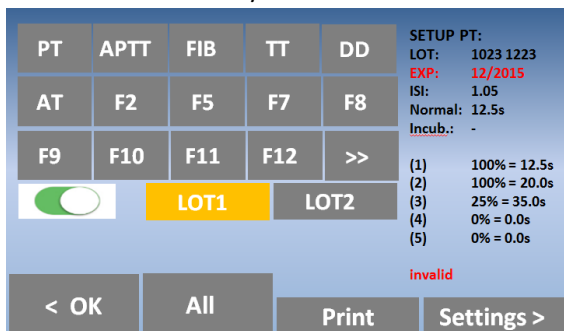 PT APTT FIB TT DD
AT F2 F5 F7 F8
F9 F10 F11 F12 >>
LOT1 LOT2
SETUP PT:
LOT: 1023 1223
EXP: 12/2015
ISI: 1.05
Normal: 12.5s
Incub.: -
(1) 100% = 12.5s
(2) 100% = 20.0s
(3) 25% = 35.0s
(4) 0% = 0.0s
(5) 0% = 0.0s
invalid
< OK All Print Settings >